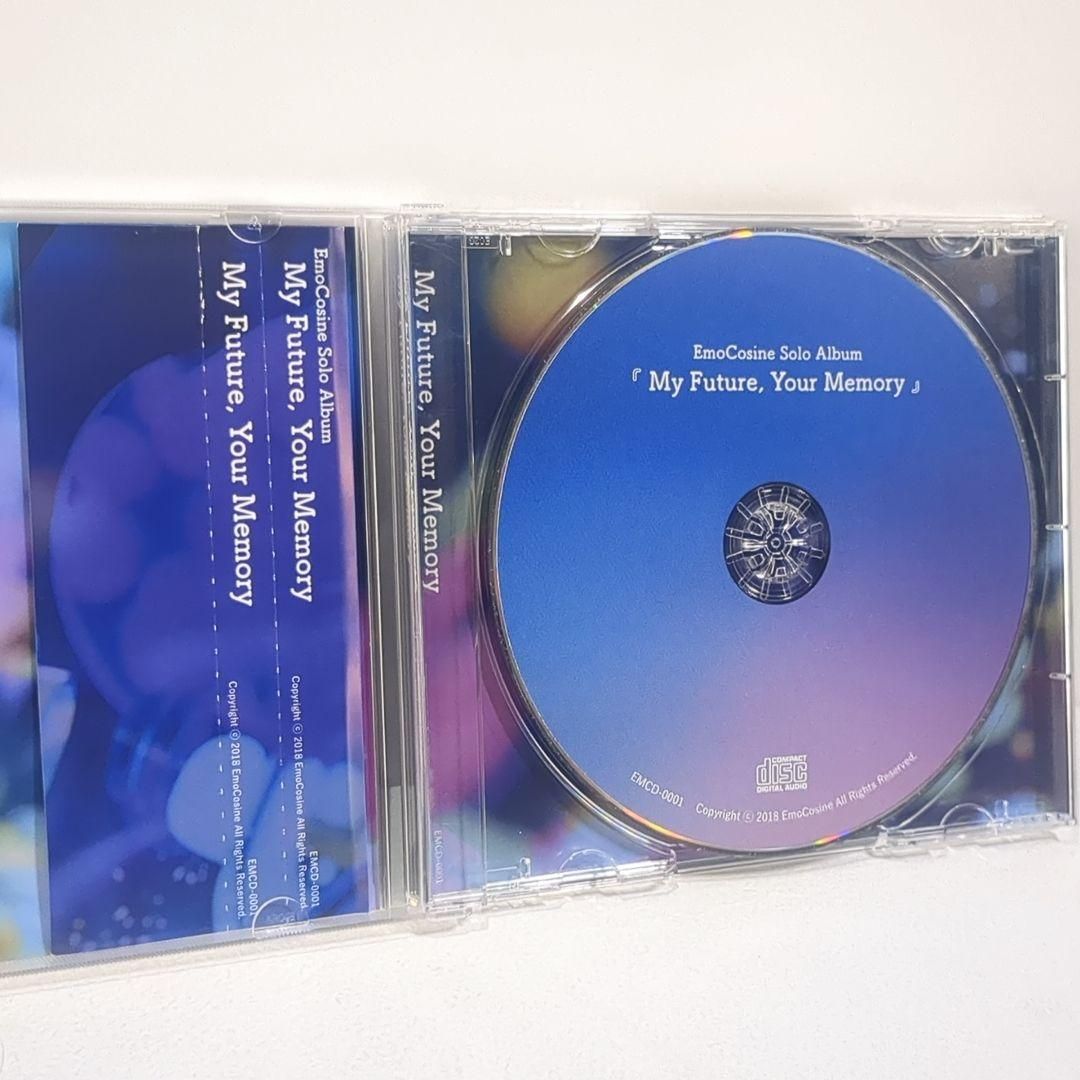 EmoCosine Solo Album
My Future, Your Memory
My Future, Your Memory
Copyright ⓒ 2018 EmoCosine All Rights Reserved.
EMCD-0001
Copyright ⓒ 2018 EmoCosine All Rights Reserved.
EMCD-0001
My Future, Your Memory
EMCD-0001
EmoCosine Solo Album
『 My Future, Your Memory 』
COMPACT
disc
DIGITAL AUDIO
EMCD-0001 Copyright ⓒ 2018 EmoCosine All Rights Reserved.